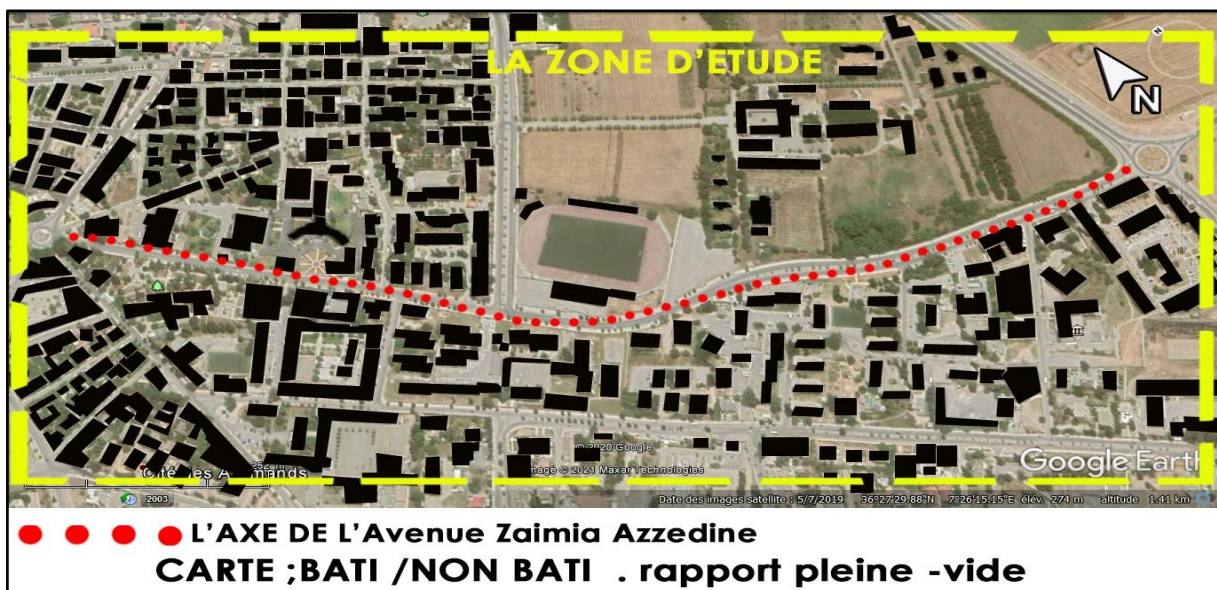 LA ZONE D'ETUDE
N
N
© 2020 Google
Image © 2021 Maxar Technologies
Google Earth
252 m
2003
Date des images satellite : 5/7/2019 36°27'29.88"N 7°26'15.15"E élév. 274 m altitude 1.41 km
L'AXE DE L'Avenue Zaimia Azzedine
CARTE ;BATI /NON BATI . rapport pleine -vide